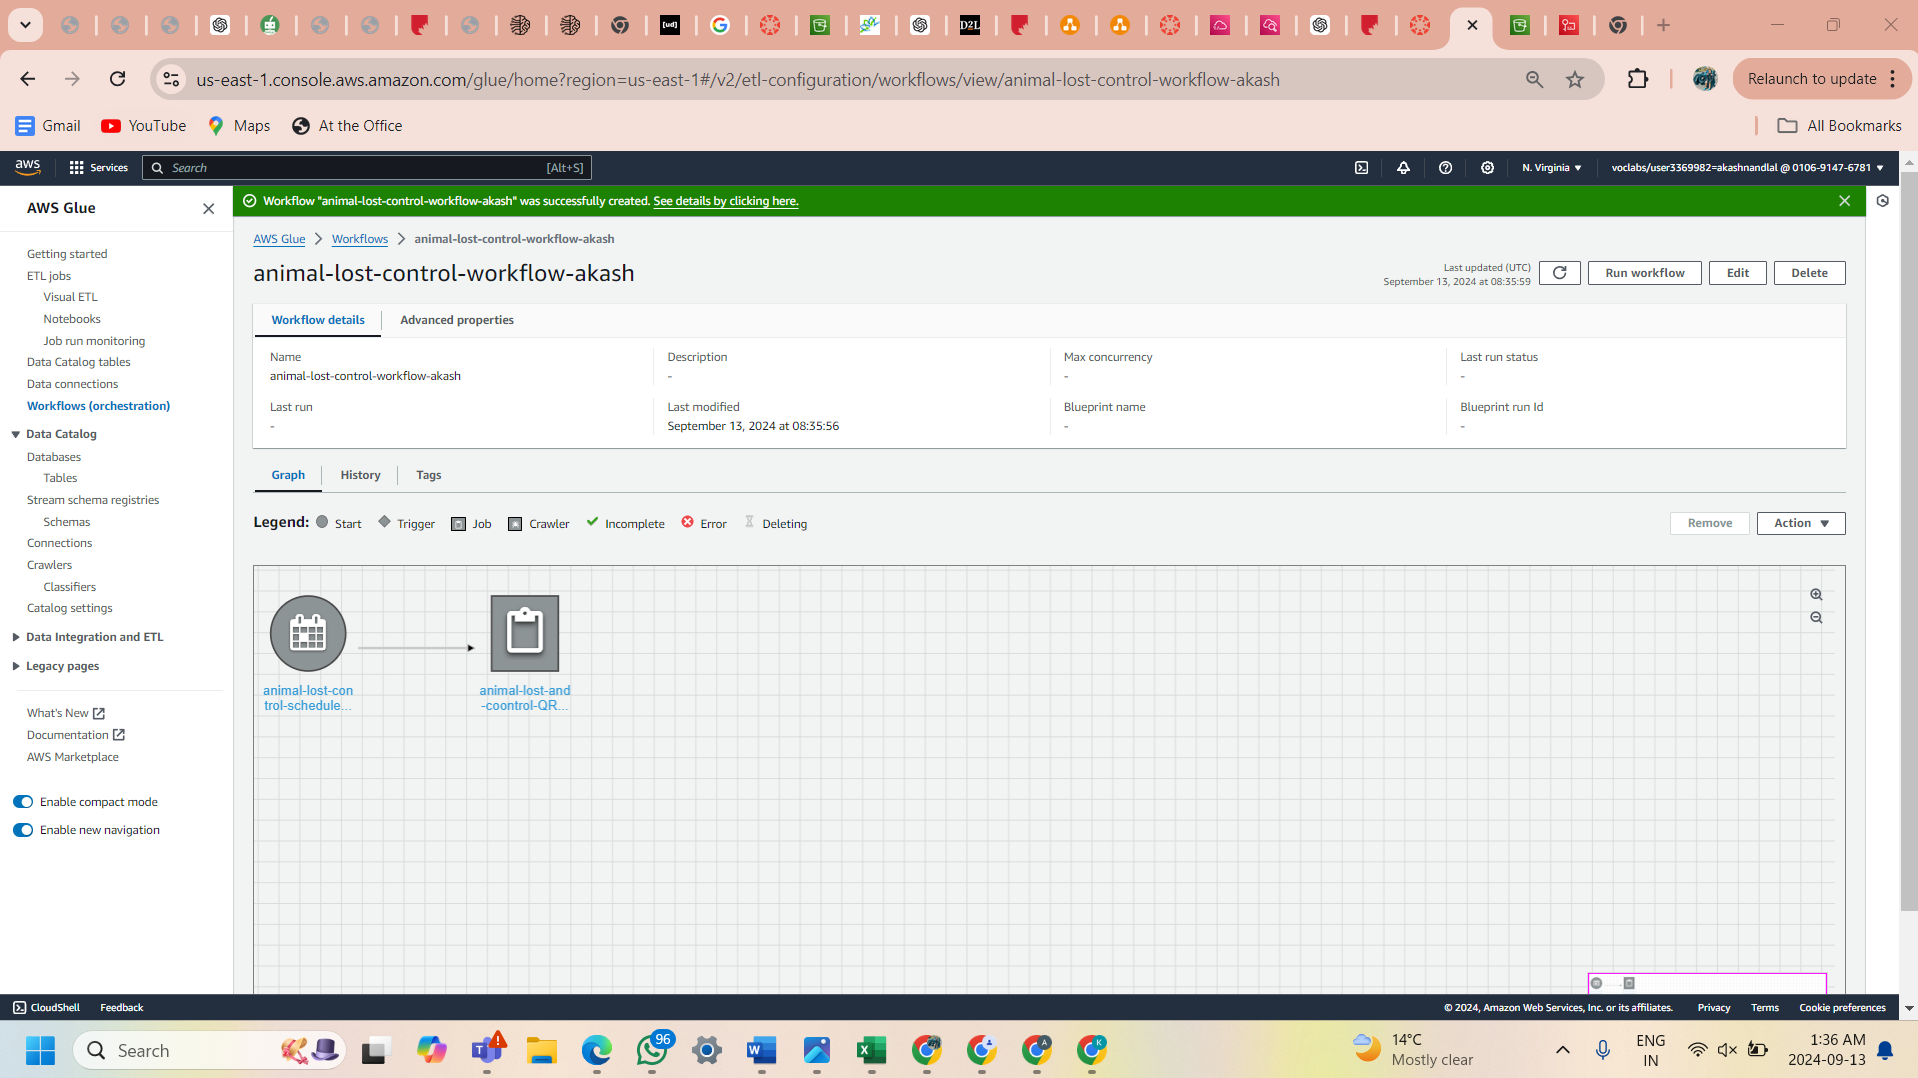 us-east-1.console.aws.amazon.com/glue/home?region=us-east-1#/v2/etl-configuration/workflows/view/animal-lost-control-workflow-akash
Relaunch to update
Gmail
YouTube
Maps
At the Office
All Bookmarks
aws
Services
Search
[Alt+S]
N. Virginia
voclabs/user3369982=akashnandlal @ 0106-9147-6781
AWS Glue
Getting started
ETL jobs
Visual ETL
Notebooks
Job run monitoring
Data Catalog tables
Data connections
Workflows (orchestration)
Data Catalog
Databases
Tables
Stream schema registries
Schemas
Connections
Crawlers
Classifiers
Catalog settings
Data Integration and ETL
Legacy pages
What's New
Documentation
AWS Marketplace
Enable compact mode
Enable new navigation
Workflow "animal-lost-control-workflow-akash" was successfully created. See details by clicking here.
AWS Glue
Workflows
animal-lost-control-workflow-akash
animal-lost-control-workflow-akash
Last updated (UTC)
September 13, 2024 at 08:35:59
Run workflow
Edit
Delete
Workflow details
Advanced properties
Name
animal-lost-control-workflow-akash
Description
-
Max concurrency
-
Last run status
-
Last run
-
Last modified
September 13, 2024 at 08:35:56
Blueprint name
-
Blueprint run Id
-
Graph
History
Tags
Legend:
Start
Trigger
Job
Crawler
Incomplete
Error
Deleting
Remove
Action
animal-lost-con
trol-schedule...
animal-lost-and
-coontrol-QR...
CloudShell
Feedback
© 2024, Amazon Web Services, Inc. or its affiliates.
Privacy
Terms
Cookie preferences
Search
96
14°C
Mostly clear
ENG
IN
1:36 AM
2024-09-13